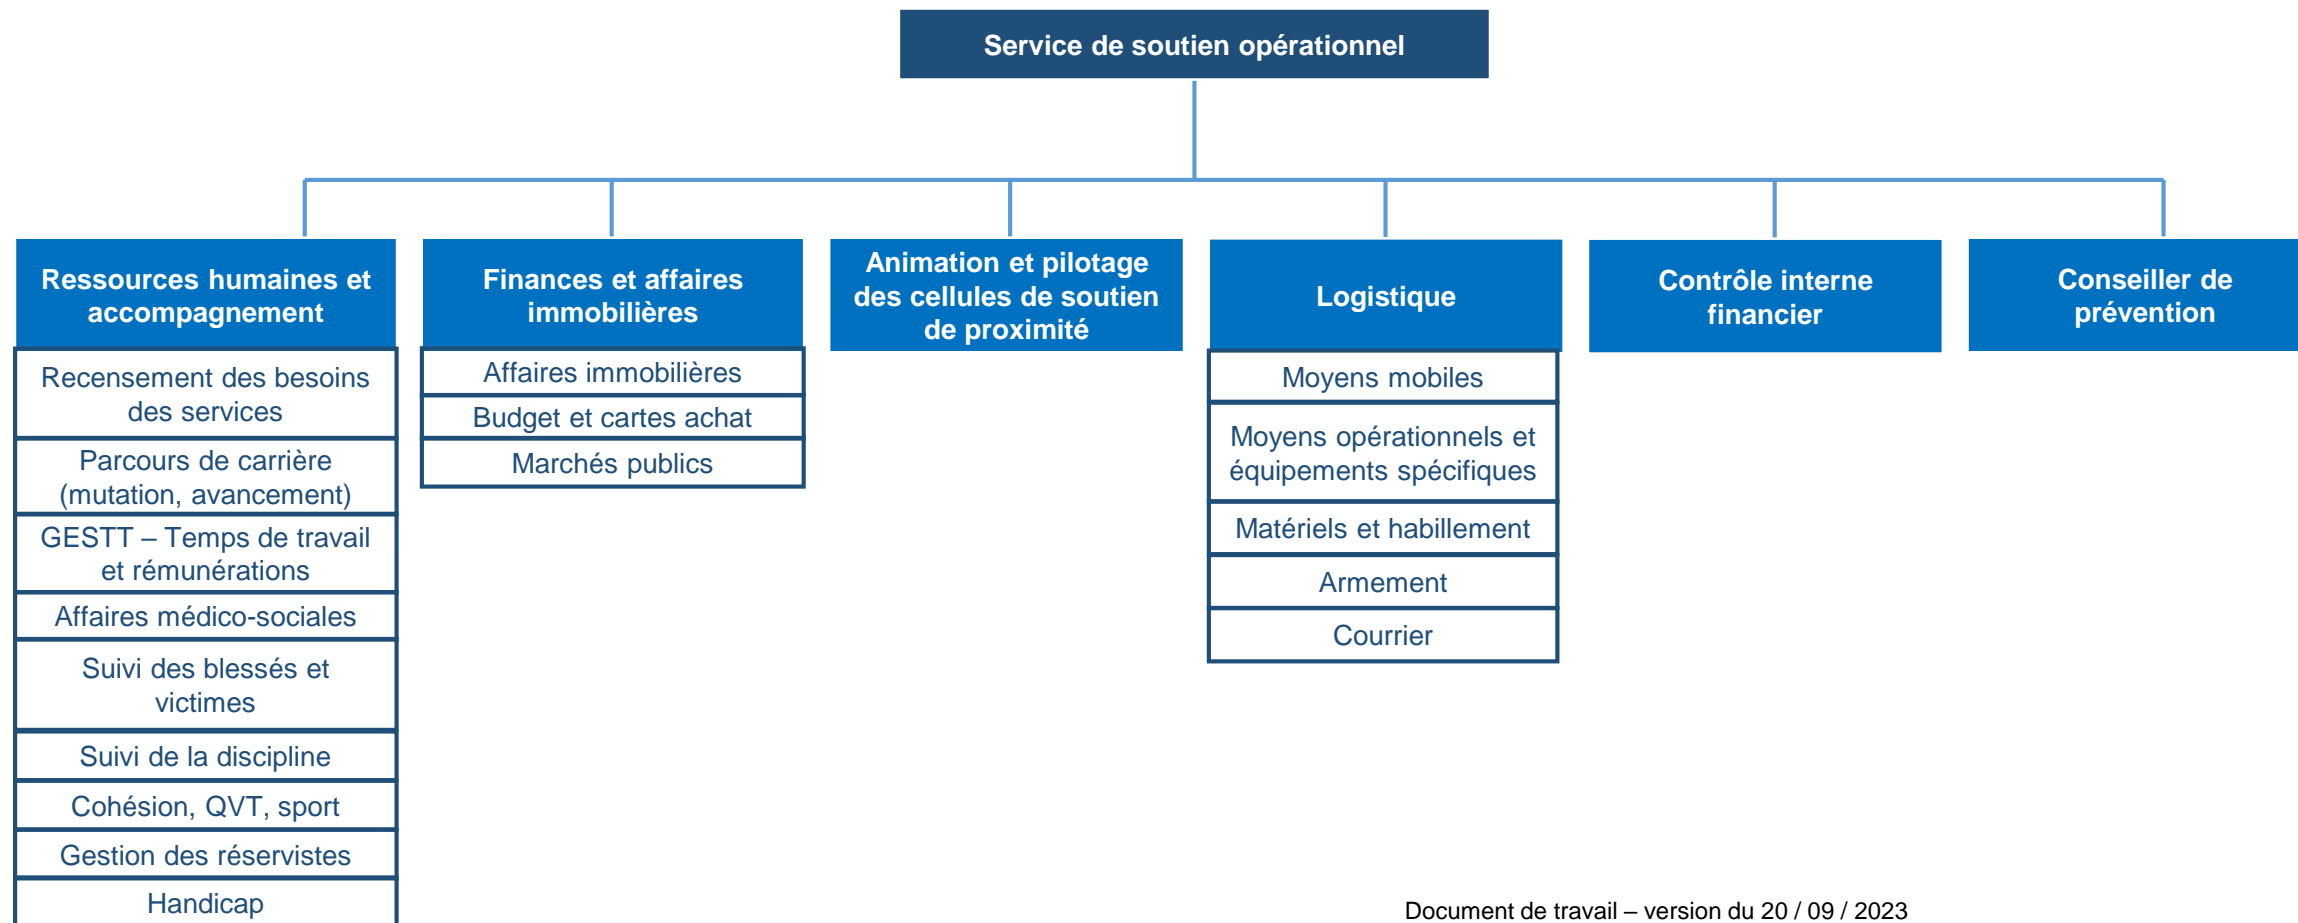 Service de soutien opérationnel
Ressources humaines et
accompagnement
Recensement des besoins
des services
Parcours de carrière
(mutation, avancement)
GESTT – Temps de travail
et rémunérations
Affaires médico-sociales
Suivi des blessés et
victimes
Suivi de la discipline
Cohésion, QVT, sport
Gestion des réservistes
Handicap
Finances et affaires
immobilières
Affaires immobilières
Budget et cartes achat
Marchés publics
Animation et pilotage
des cellules de soutien
de proximité
Logistique
Moyens mobiles
Moyens opérationnels et
équipements spécifiques
Matériels et habillement
Armement
Courrier
Contrôle interne
financier
Conseiller de
prévention
Document de travail – version du 20 / 09 / 2023